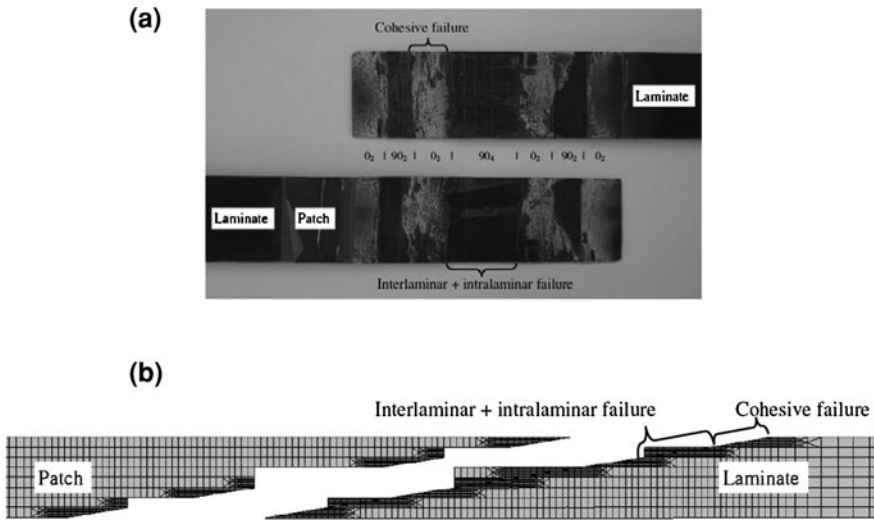 (a)
Cohesive failure
Laminate
0₂ | 90₂ | 0₂ | 90₄ | 0₂ | 90₂ | 0₂
Laminate
Patch
Interlaminar + intralaminar failure
(b)
Interlaminar + intralaminar failure
Cohesive failure
Patch
Laminate